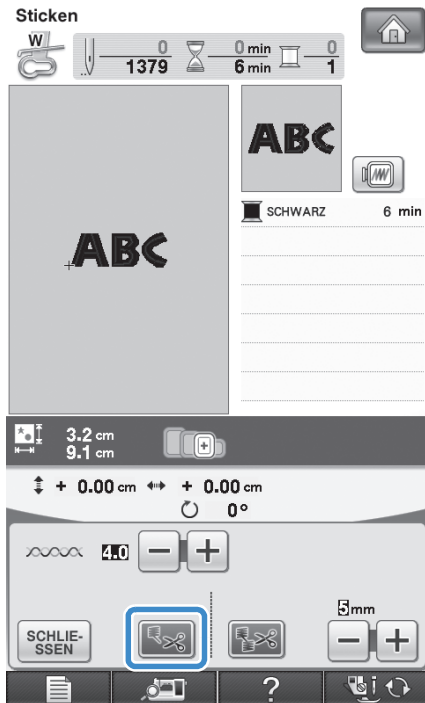 Sticken
W
0 0 min 0
1379 6 min 1
ABC
ABC
SCHWARZ 6 min
3.2 cm
9.1 cm
+ 0.00 cm + 0.00 cm
0°
4.0 − +
5mm
SCHLIE-
SSEN
− +
?